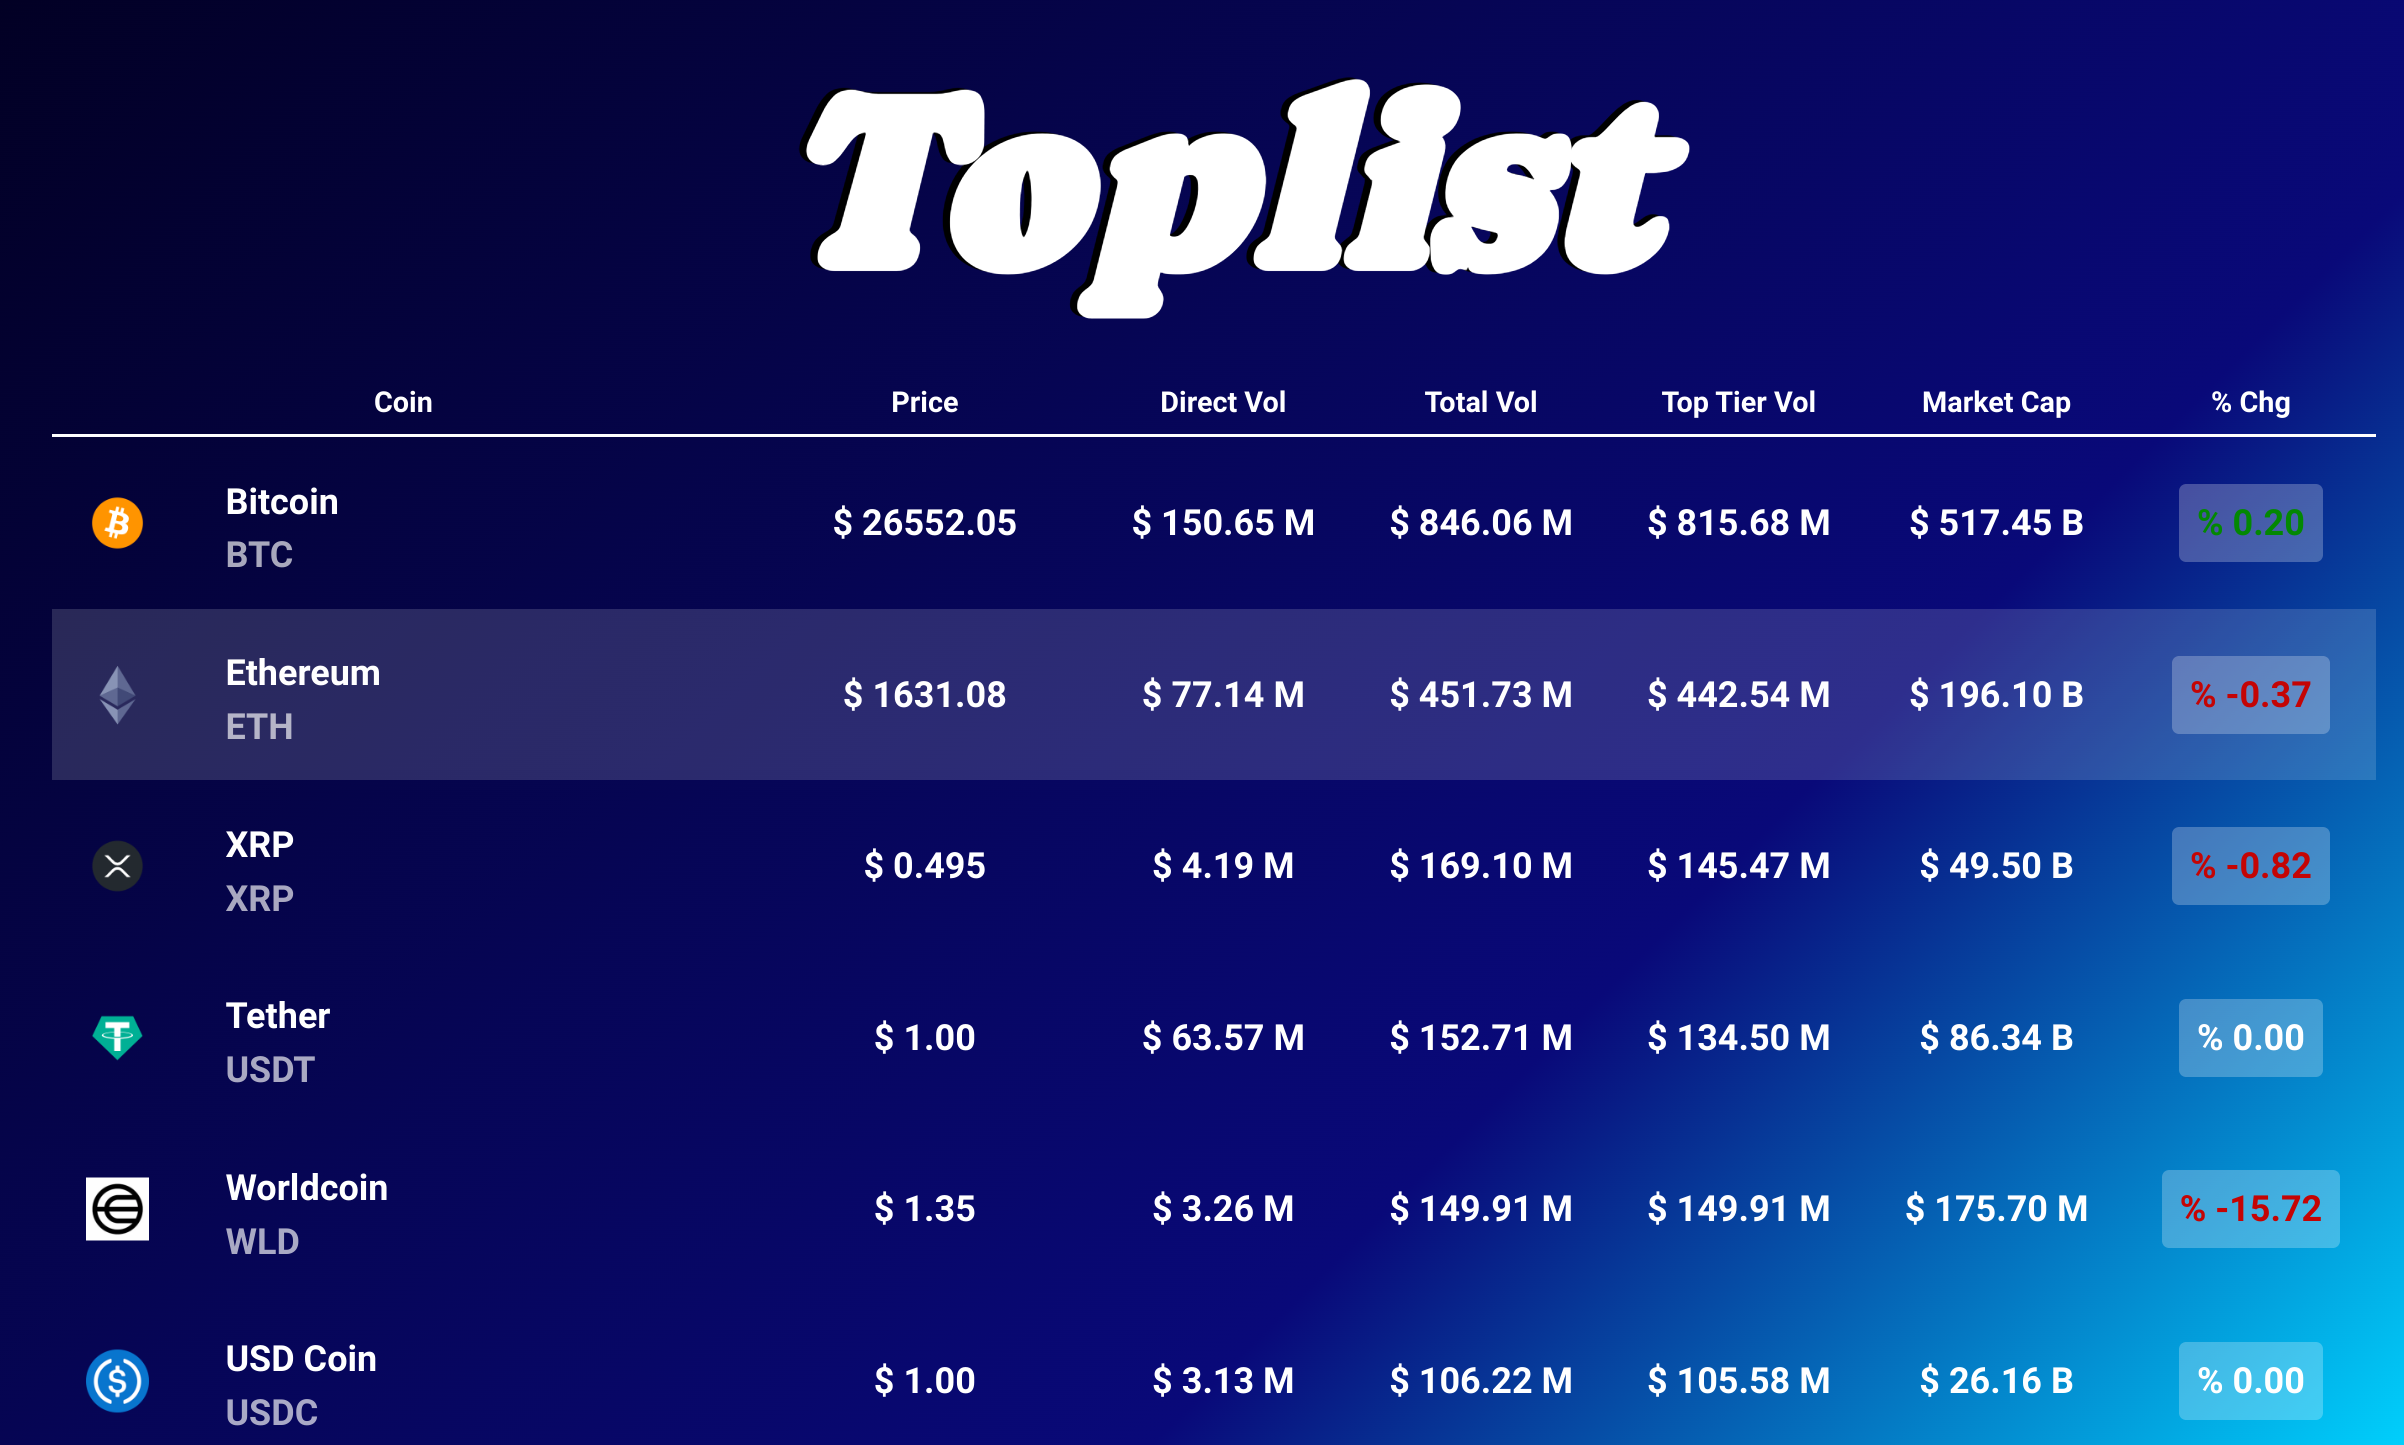 Toplist
Coin Price Direct Vol Total Vol Top Tier Vol Market Cap % Chg
Bitcoin
BTC
$ 26552.05 $ 150.65 M $ 846.06 M $ 815.68 M $ 517.45 B % 0.20
Ethereum
ETH
$ 1631.08 $ 77.14 M $ 451.73 M $ 442.54 M $ 196.10 B % -0.37
XRP
XRP
$ 0.495 $ 4.19 M $ 169.10 M $ 145.47 M $ 49.50 B % -0.82
Tether
USDT
$ 1.00 $ 63.57 M $ 152.71 M $ 134.50 M $ 86.34 B % 0.00
Worldcoin
WLD
$ 1.35 $ 3.26 M $ 149.91 M $ 149.91 M $ 175.70 M % -15.72
USD Coin
USDC
$ 1.00 $ 3.13 M $ 106.22 M $ 105.58 M $ 26.16 B % 0.00